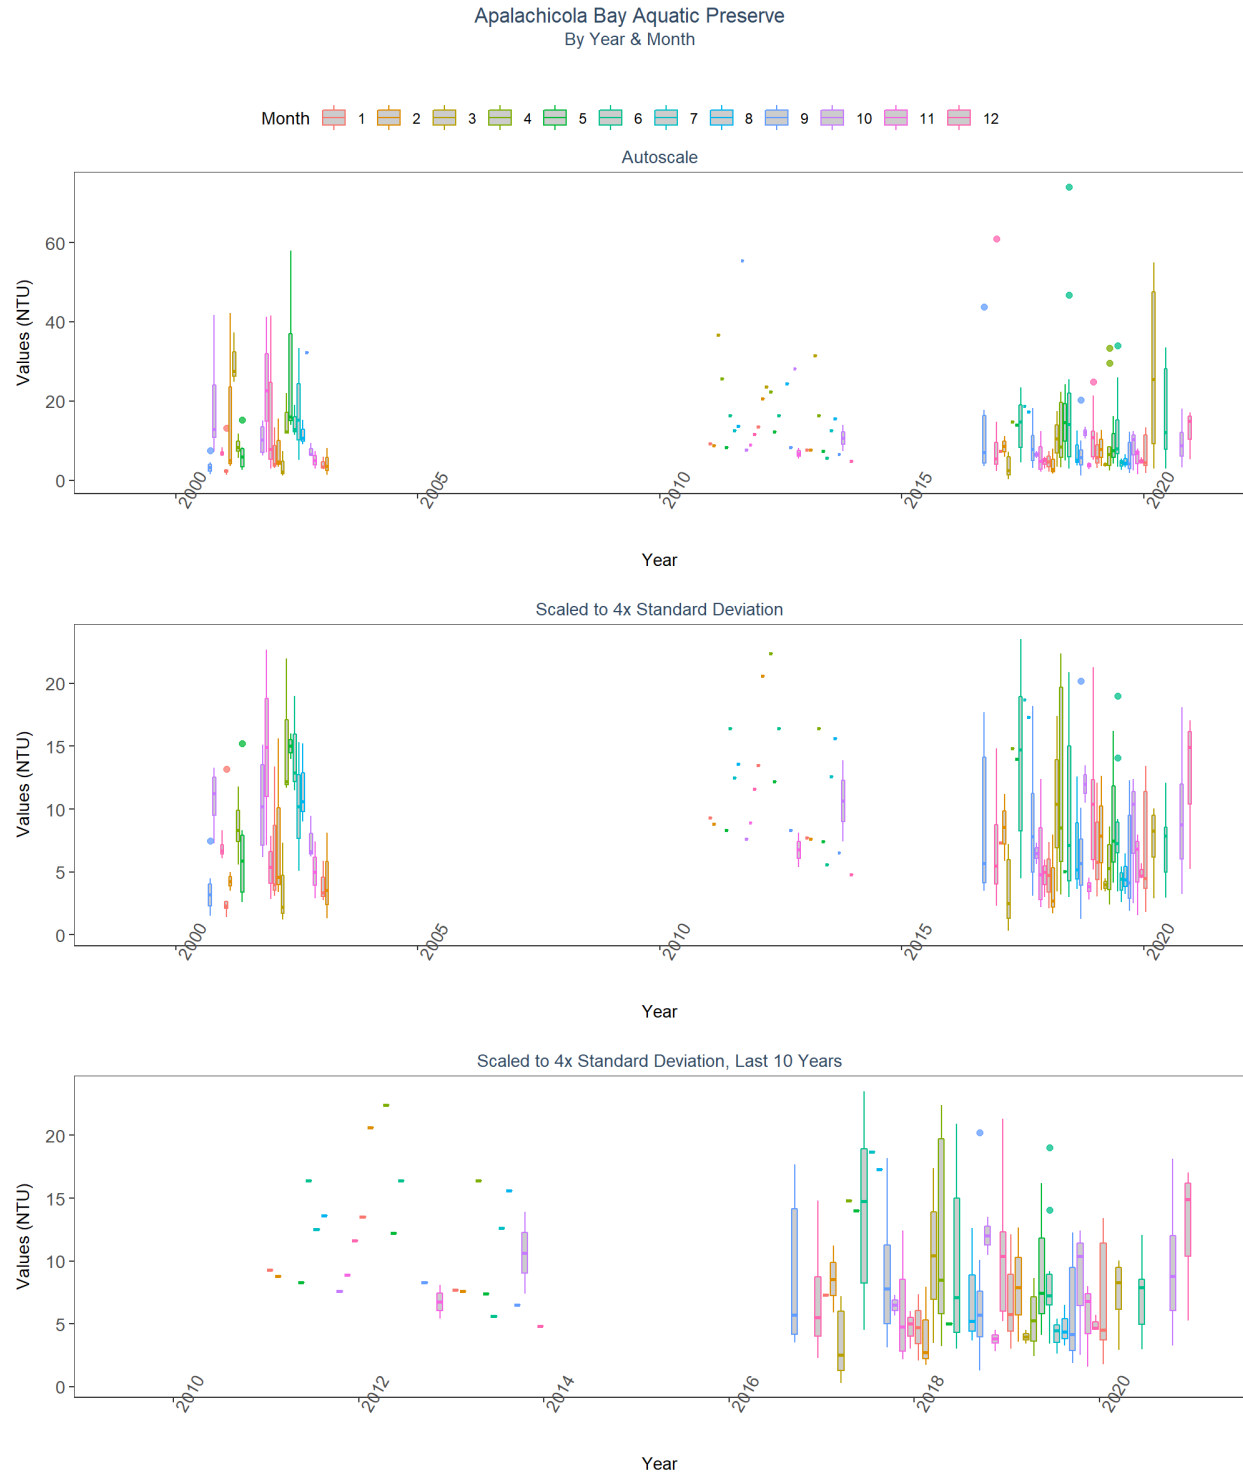 Apalachicola Bay Aquatic Preserve
By Year & Month
Month 1 2 3 4 5 6 7 8 9 10 11 12
Autoscale
Values (NTU)
60
40
20
0
2000 2005 2010 2015 2020
Year
Scaled to 4x Standard Deviation
Values (NTU)
20
15
10
5
0
2000 2005 2010 2015 2020
Year
Scaled to 4x Standard Deviation, Last 10 Years
Values (NTU)
20
15
10
5
0
2010 2012 2014 2016 2018 2020
Year